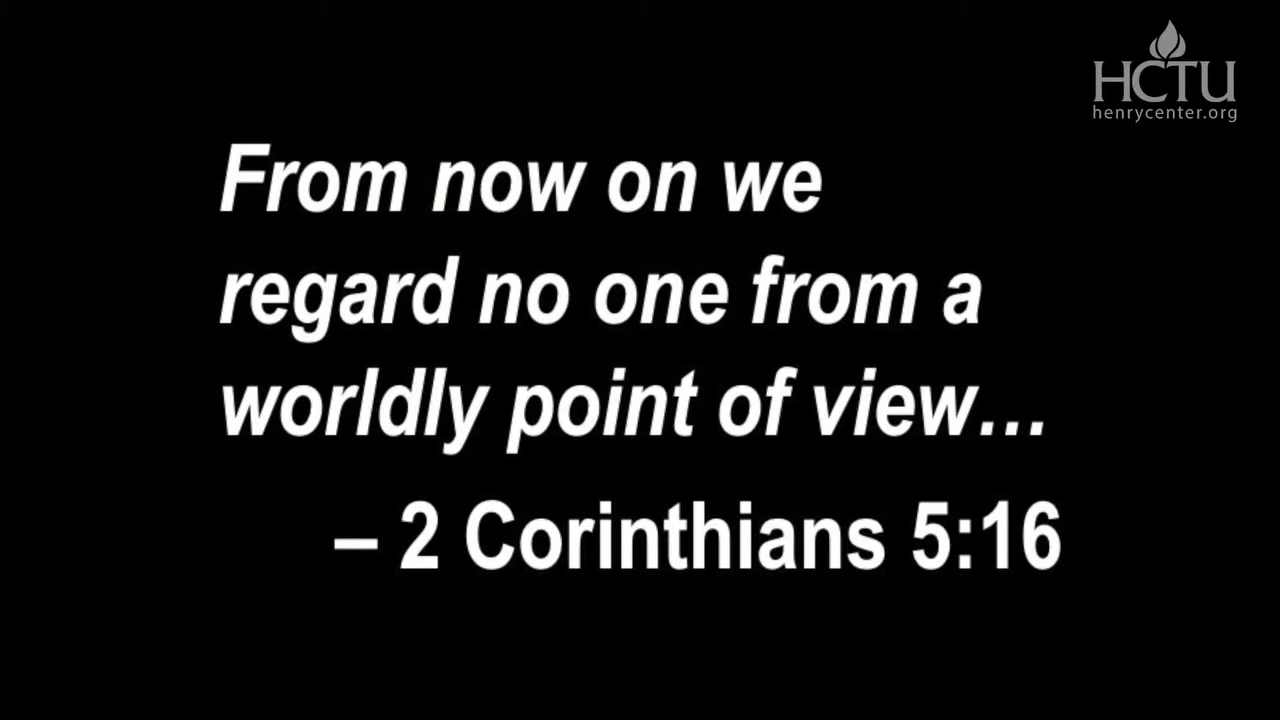 HCTU
henrycenter.org
From now on we
regard no one from a
worldly point of view…
– 2 Corinthians 5:16